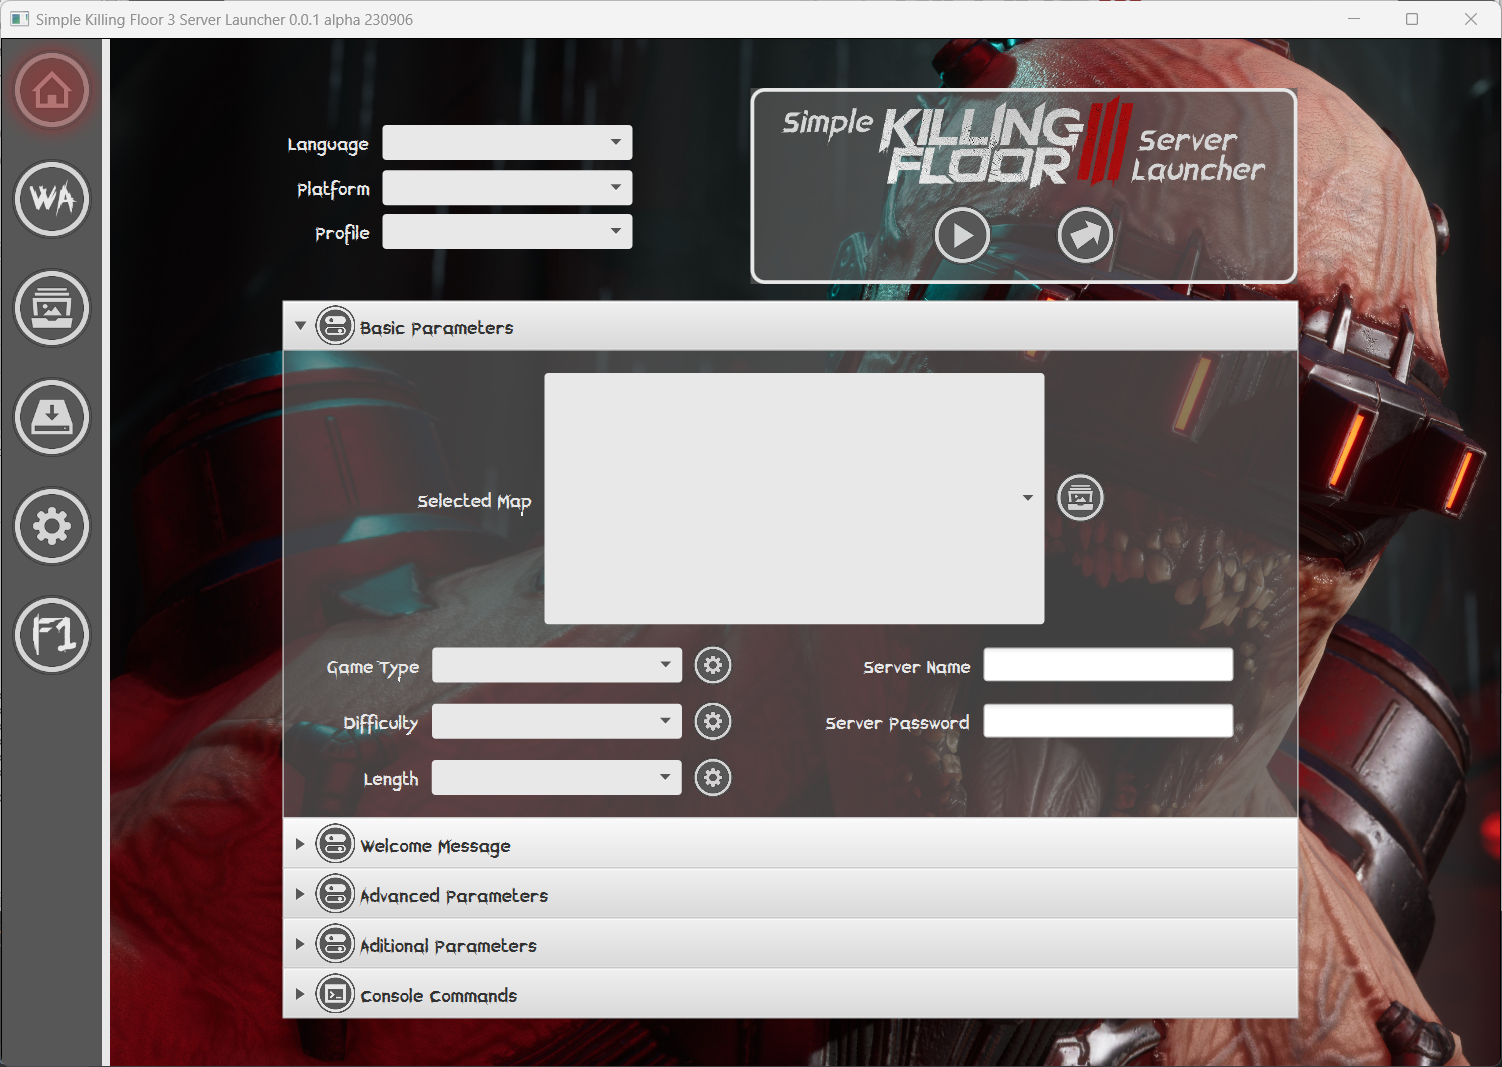 Simple Killing Floor 3 Server Launcher 0.0.1 alpha 230906
WA
F1
Language
Platform
Profile
Simple
KILLING
FLOOR
Server
Launcher
Basic Parameters
Selected Map
Game Type
Server Name
Difficulty
Server Password
Length
Welcome Message
Advanced Parameters
Aditional Parameters
Console Commands